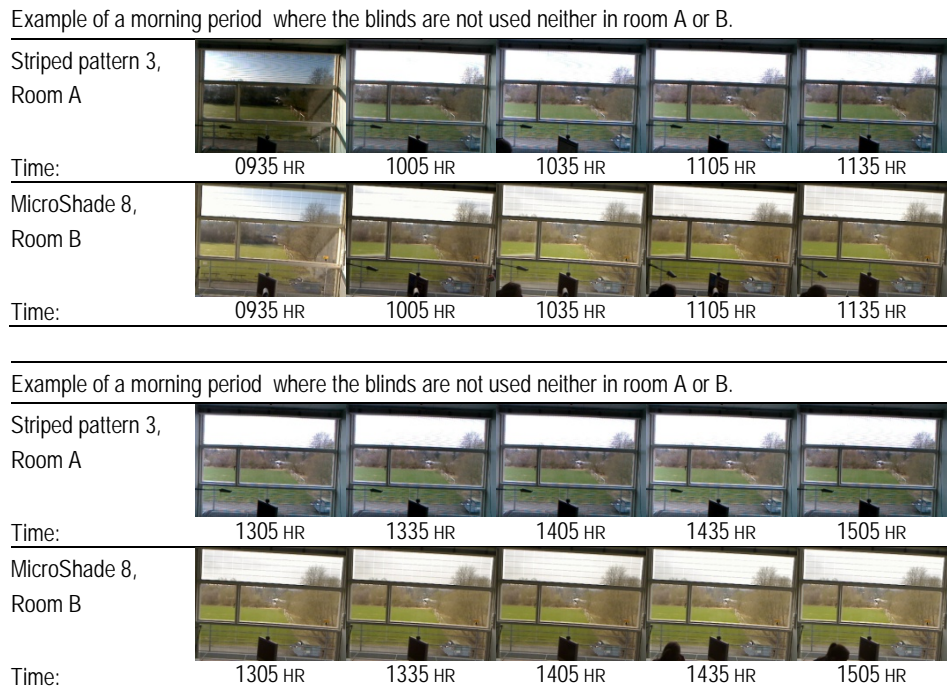 Example of a morning period where the blinds are not used neither in room A or B.
Striped pattern 3,
Room A
Time: 0935 HR 1005 HR 1035 HR 1105 HR 1135 HR
MicroShade 8,
Room B
Time: 0935 HR 1005 HR 1035 HR 1105 HR 1135 HR
Example of a morning period where the blinds are not used neither in room A or B.
Striped pattern 3,
Room A
Time: 1305 HR 1335 HR 1405 HR 1435 HR 1505 HR
MicroShade 8,
Room B
Time: 1305 HR 1335 HR 1405 HR 1435 HR 1505 HR